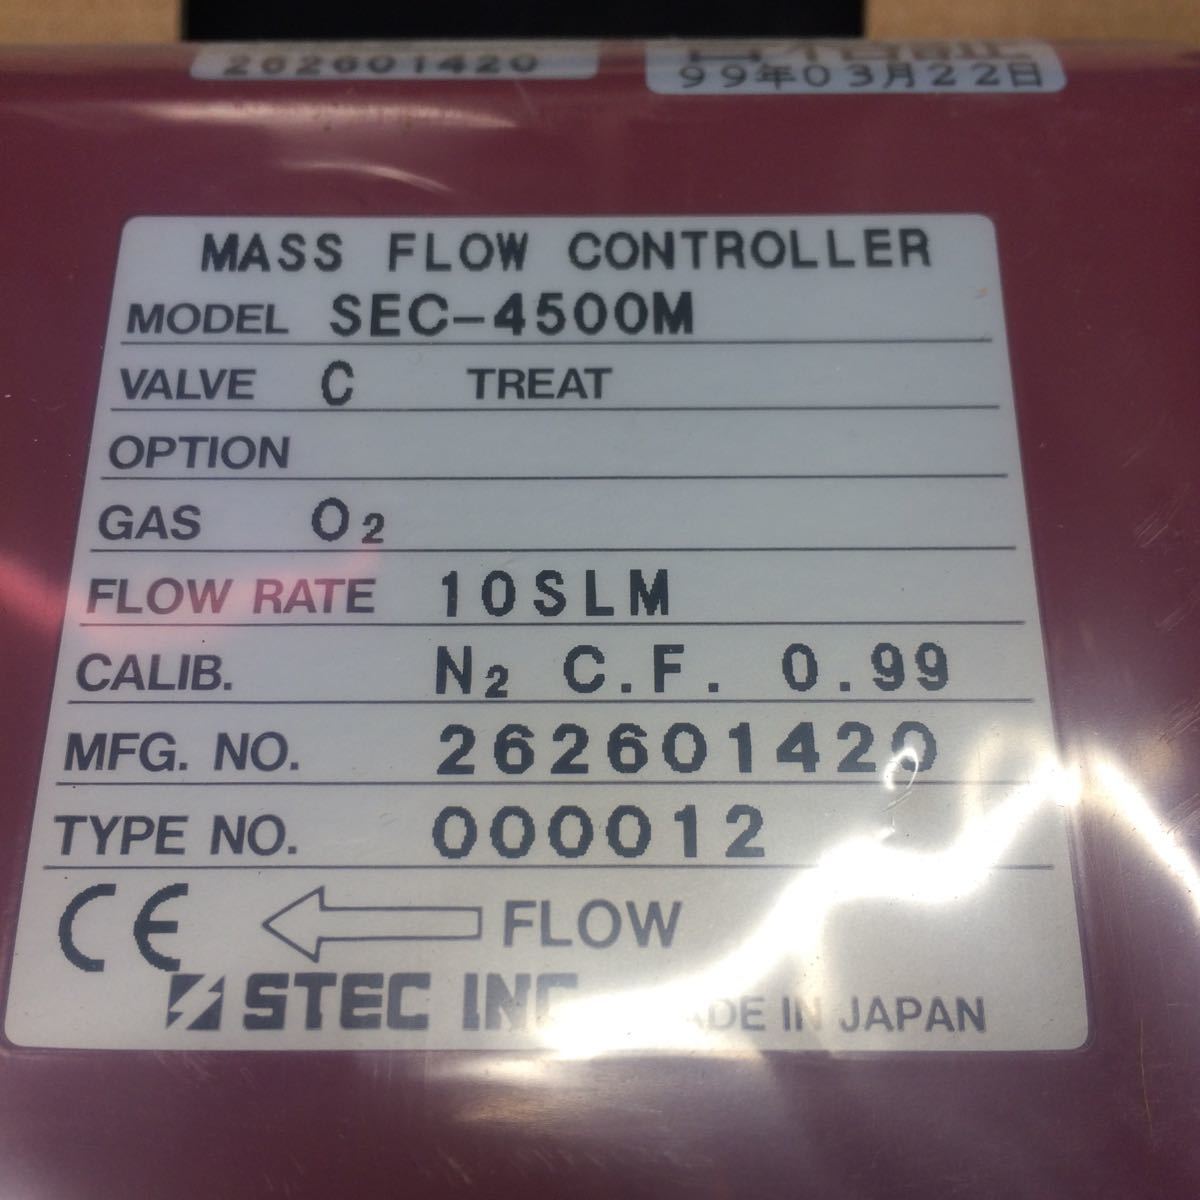 262601420
99年03月22日
MASS FLOW CONTROLLER
MODEL SEC-4500M
VALVE C TREAT
OPTION
GAS O2
FLOW RATE 10SLM
CALIB. N2 C.F. 0.99
MFG. NO. 262601420
TYPE NO. 000012
CE FLOW
STEC INC MADE IN JAPAN